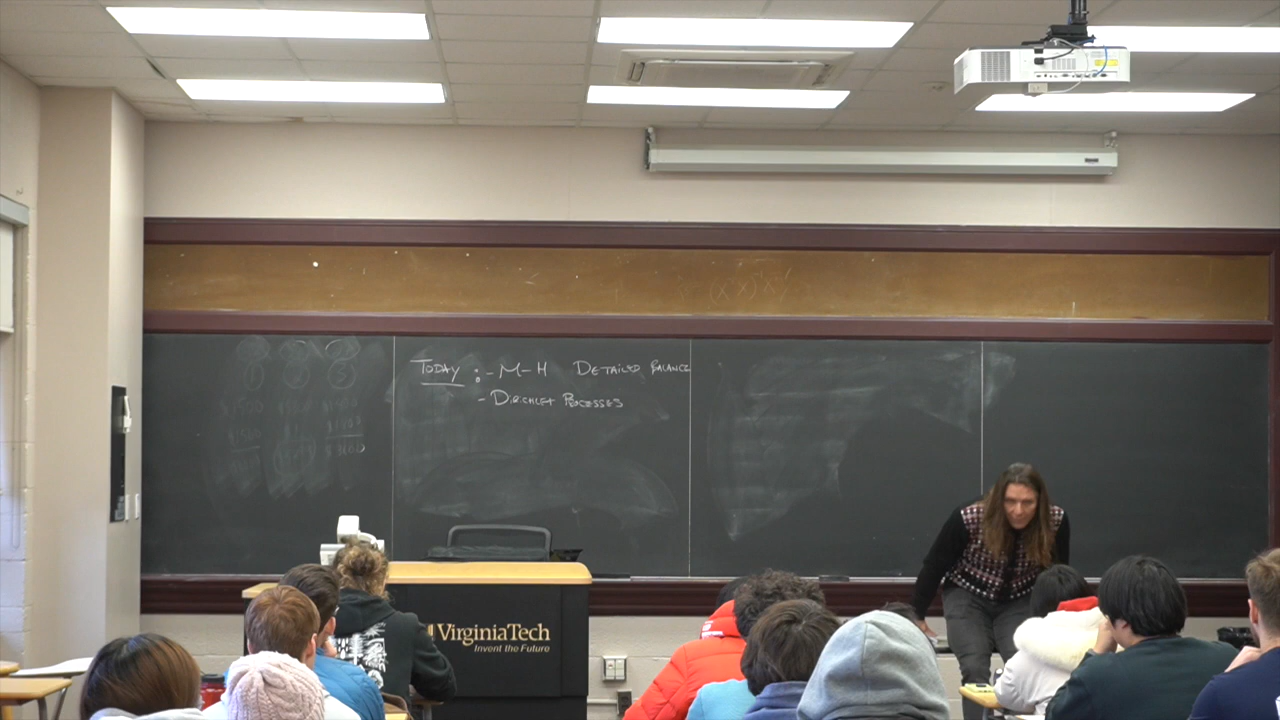 TODAY : - M-H DETAILED BALANCE
- DIRICHLET PROCESSES
VirginiaTech
Invent the Future